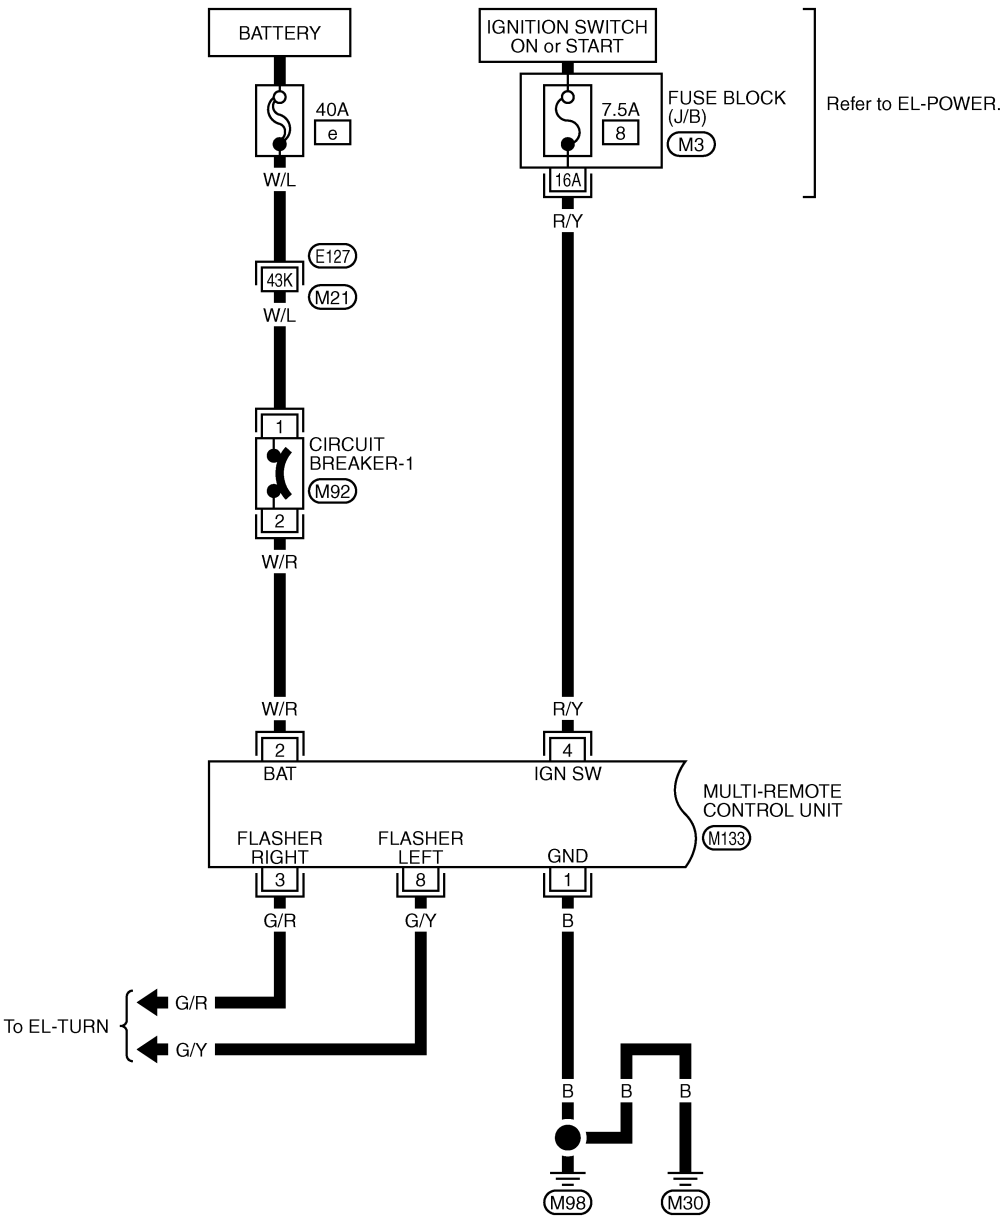 BATTERY
IGNITION SWITCH
ON or START
40A
e
7.5A
8
FUSE BLOCK
(J/B)
M3
Refer to EL-POWER.
W/L
16A
R/Y
E127
43K
M21
W/L
1
CIRCUIT
BREAKER-1
M92
2
W/R
W/R
R/Y
2
4
BAT
IGN SW
MULTI-REMOTE
CONTROL UNIT
M133
FLASHER
RIGHT
FLASHER
LEFT
GND
3
8
1
G/R
G/Y
B
G/R
To EL-TURN
G/Y
B
B
B
M98
M30